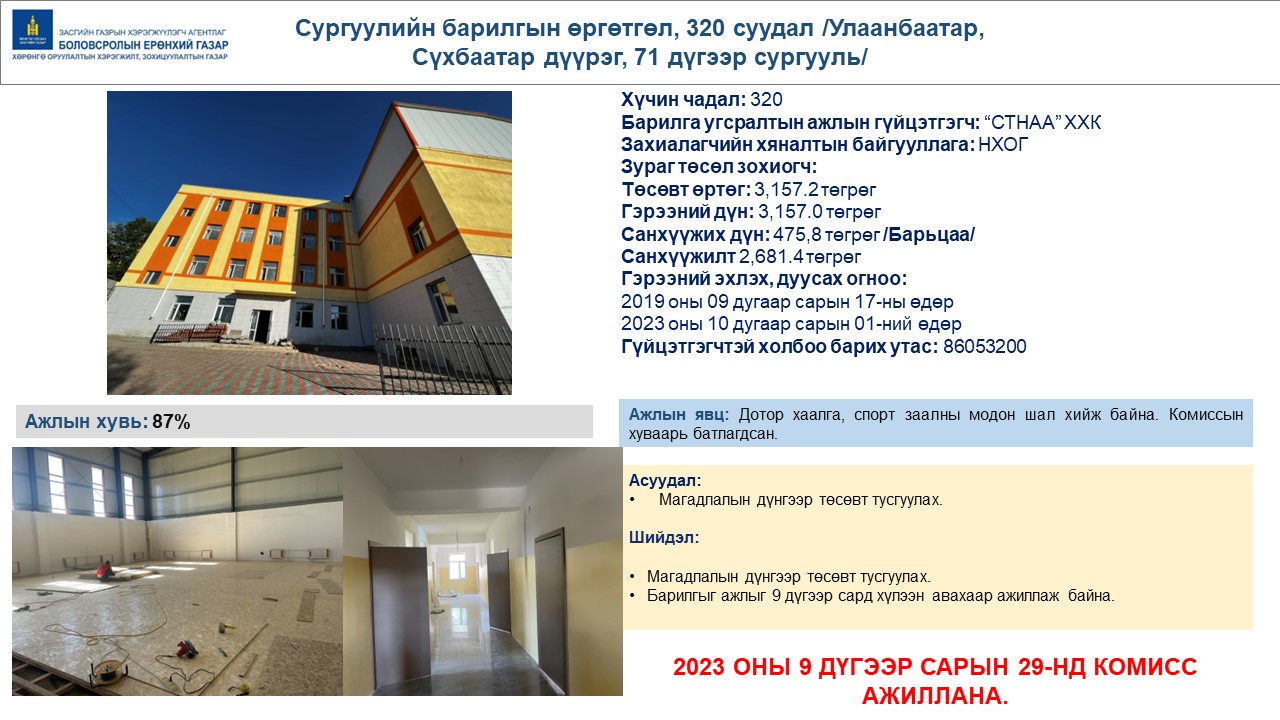 ЗАСГИЙН ГАЗРЫН ХЭРЭГЖҮҮЛЭГЧ АГЕНТЛАГ
БОЛОВСРОЛЫН ЕРӨНХИЙ ГАЗАР
ХӨРӨНГӨ ОРУУЛАЛТЫН ХЭРЭГЖИЛТ, ЗОХИЦУУЛАЛТЫН ГАЗАР
Сургуулийн барилгын өргөтгөл, 320 суудал /Улаанбаатар,
Сүхбаатар дүүрэг, 71 дүгээр сургууль/
Хүчин чадал: 320
Барилга угсралтын ажлын гүйцэтгэгч: “СТНАА” ХХК
Захиалагчийн хяналтын байгууллага: НХОГ
Зураг төсөл зохиогч:
Төсөвт өртөг: 3,157.2 төгрөг
Гэрээний дүн: 3,157.0 төгрөг
Санхүүжих дүн: 475,8 төгрөг /Барьцаа/
Санхүүжилт 2,681.4 төгрөг
Гэрээний эхлэх, дуусах огноо:
2019 оны 09 дугаар сарын 17-ны өдөр
2023 оны 10 дугаар сарын 01-ний өдөр
Гүйцэтгэгчтэй холбоо барих утас: 86053200
Ажлын хувь: 87%
Ажлын явц: Дотор хаалга, спорт заалны модон шал хийж байна. Комиссын
хуваарь батлагдсан.
Асуудал:
• Магадлалын дүнгээр төсөвт тусгуулах.
Шийдэл:
• Магадлалын дүнгээр төсөвт тусгуулах.
• Барилгыг ажлыг 9 дүгээр сард хүлээн авахаар ажиллаж байна.
2023 ОНЫ 9 ДҮГЭЭР САРЫН 29-НД КОМИСС
АЖИЛЛАНА.